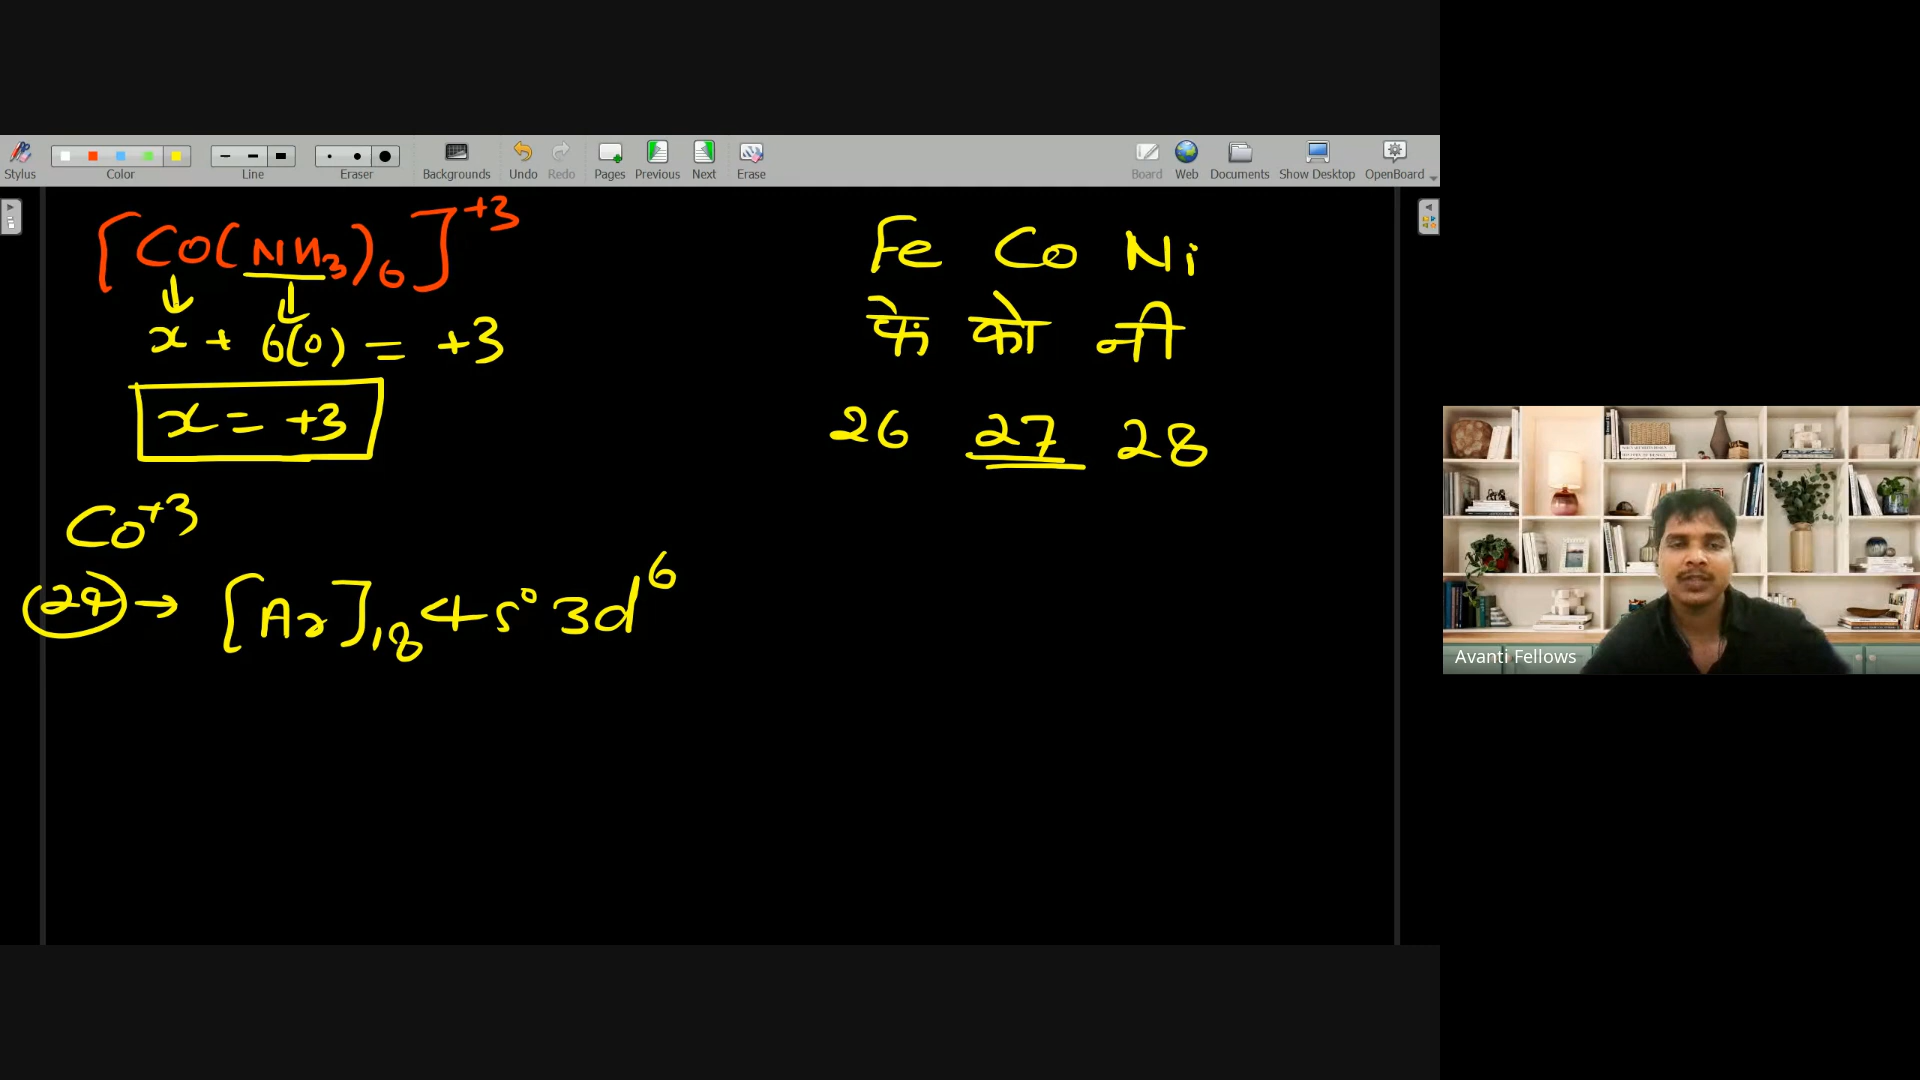 Stylus Color Line Eraser Backgrounds Undo Redo Pages Previous Next Erase Board Web Documents Show Desktop OpenBoard
[Co(NH3)6]+3
x + 6(0) = +3
x = +3
Co+3
24 → [Ar]18 4s0 3d6
Fe Co Ni
फे को नी
26 27 28
Avanti Fellows